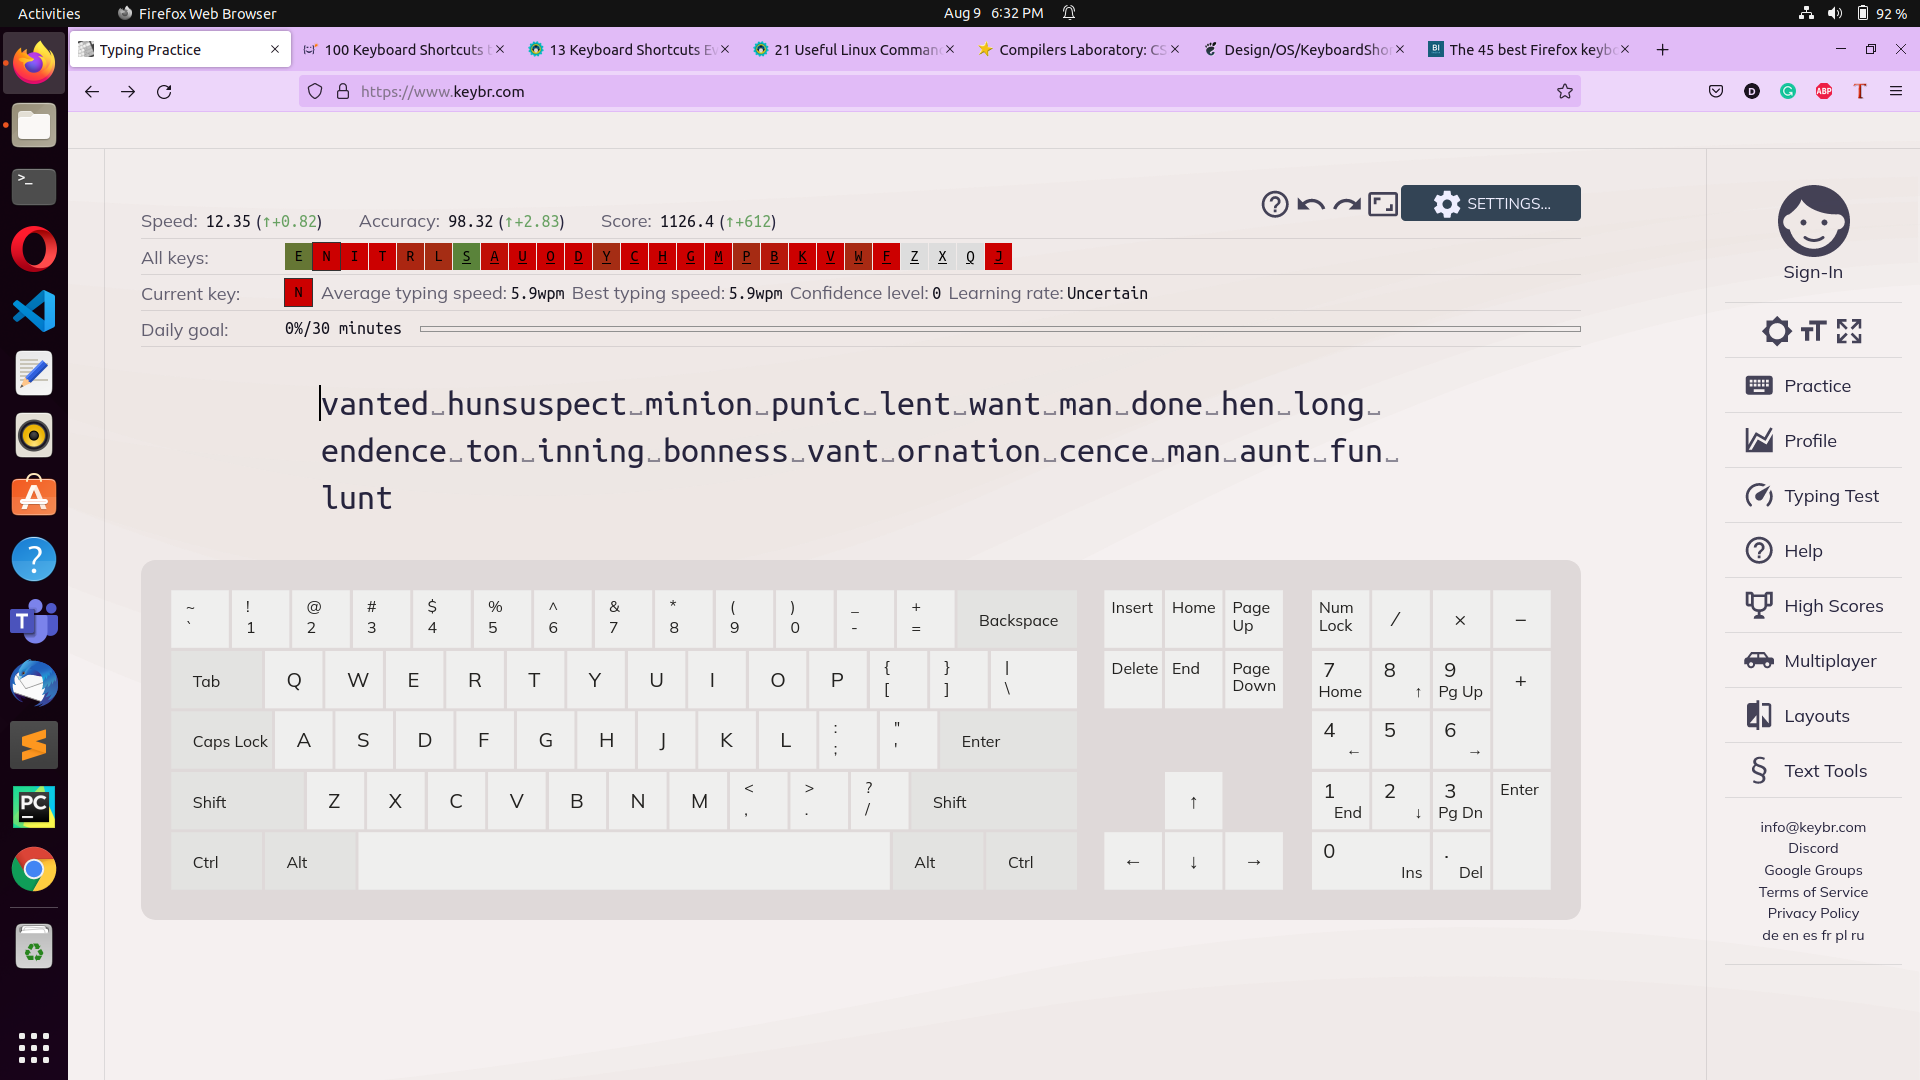 Activities
Firefox Web Browser
Aug 9 6:32 PM
92 %
Typing Practice
100 Keyboard Shortcuts
13 Keyboard Shortcuts
21 Useful Linux
Compilers Laboratory:
The 45 best Firefox
https://www.keybr.com
ABP
SETTINGS...
Speed: 12.35 (↑+0.82) Accuracy: 98.32 (↑+2.83) Score: 1126.4 (↑+612)
All keys: E N I T R L S A U O D Y C H G M P B K V W F Z X Q J
Current key: N Average typing speed: 5.9wpm Best typing speed: 5.9wpm Confidence level: 0 Learning rate: Uncertain
Daily goal: 0%/30 minutes
vanted␣hunsuspect␣minion␣punic␣lent␣want␣man␣done␣hen␣long␣
endence␣ton␣inning␣bonness␣vant␣ornation␣cence␣man␣aunt␣fun␣
lunt
~ ! @ # $ % ^ & * ( ) _ +
` 1 2 3 4 5 6 7 8 9 0 - = Backspace
Tab Q W E R T Y U I O P { [ } ] | \
Caps Lock A S D F G H J K L : ; " ' Enter
Shift Z X C V B N M < , > . ? / Shift
Ctrl Alt Alt Ctrl
Insert Home Page Up
Delete End Page Down
↑
← ↓ →
Num Lock / × −
7 Home 8 ↑ 9 Pg Up +
4 ← 5 6 →
1 End 2 ↓ 3 Pg Dn Enter
0 Ins . Del
Sign-In
Practice
Profile
Typing Test
Help
High Scores
Multiplayer
Layouts
Text Tools
info@keybr.com
Discord
Google Groups
Terms of Service
Privacy Policy
de en es fr pl ru